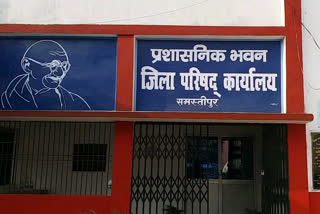 प्रशासनिक भवन
जिला परिषद् कार्यालय
समस्तीपुर